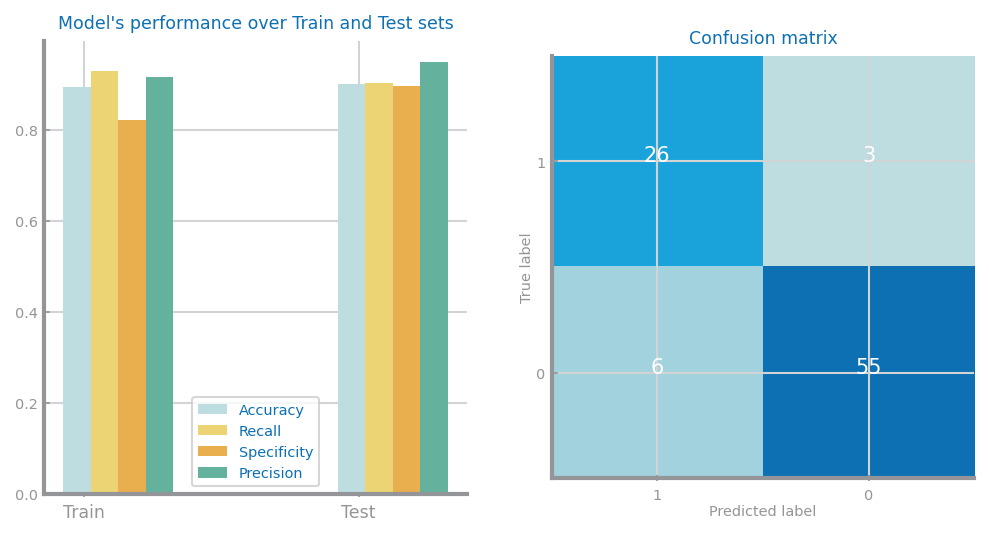 Model's performance over Train and Test sets
0.8
0.6
0.4
0.2
0.0
Accuracy
Recall
Specificity
Precision
Train Test
Confusion matrix
True label
1
0
26 3
6 55
1 0
Predicted label